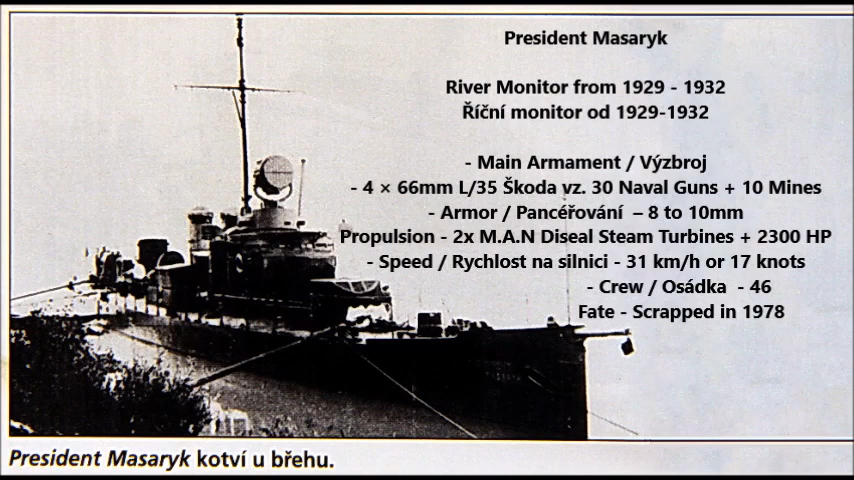 President Masaryk
River Monitor from 1929 - 1932
Říční monitor od 1929-1932
- Main Armament / Výzbroj
- 4 × 66mm L/35 Škoda vz. 30 Naval Guns + 10 Mines
- Armor / Pancéřování – 8 to 10mm
Propulsion - 2x M.A.N Diseal Steam Turbines + 2300 HP
- Speed / Rychlost na silnici - 31 km/h or 17 knots
- Crew / Osádka - 46
Fate - Scrapped in 1978
President Masaryk kotví u břehu.